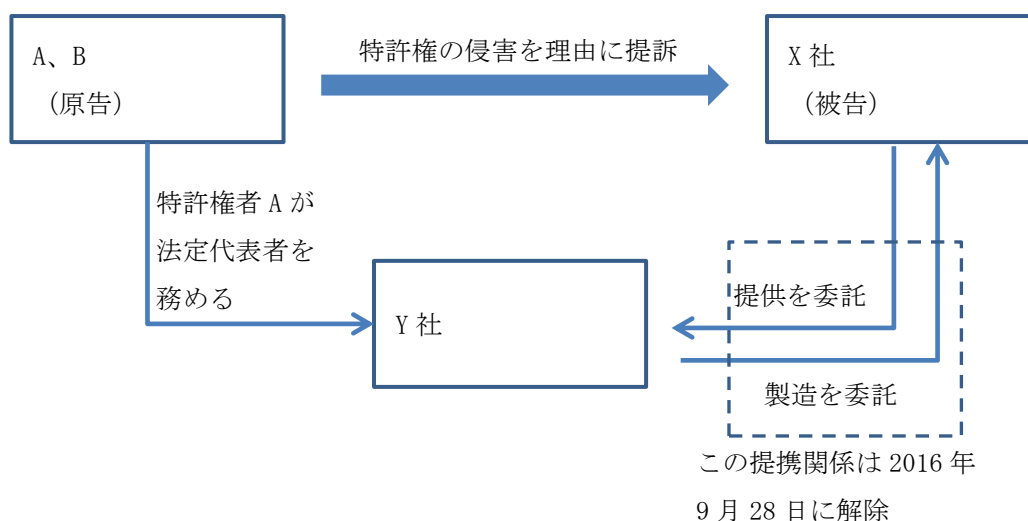 A、B
（原告）
特許権の侵害を理由に提訴
X 社
（被告）
特許権者 A が
法定代表者を
務める
Y 社
提供を委託
製造を委託
この提携関係は 2016 年
9 月 28 日に解除